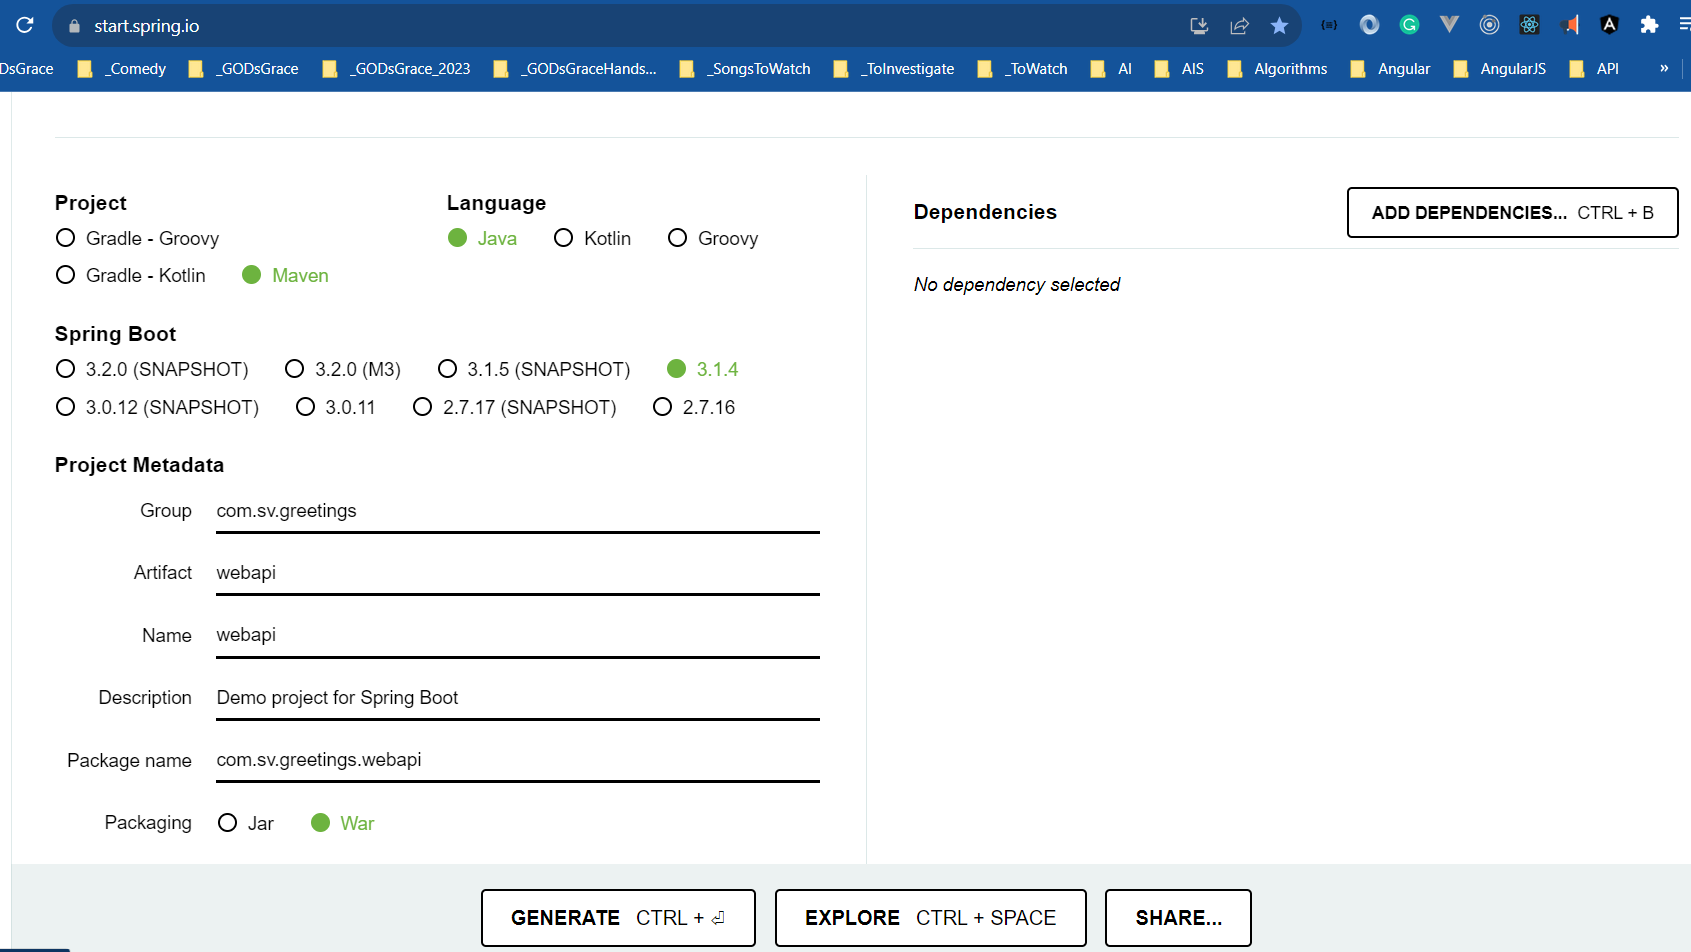 start.spring.io
DsGrace _Comedy _GODsGrace _GODsGrace_2023 _GODsGraceHands... _SongsToWatch _ToInvestigate _ToWatch AI AIS Algorithms Angular AngularJS API »
Project
Gradle - Groovy
Gradle - Kotlin Maven
Language
Java Kotlin Groovy
Spring Boot
3.2.0 (SNAPSHOT) 3.2.0 (M3) 3.1.5 (SNAPSHOT) 3.1.4
3.0.12 (SNAPSHOT) 3.0.11 2.7.17 (SNAPSHOT) 2.7.16
Project Metadata
Group com.sv.greetings
Artifact webapi
Name webapi
Description Demo project for Spring Boot
Package name com.sv.greetings.webapi
Packaging Jar War
Dependencies
ADD DEPENDENCIES... CTRL + B
No dependency selected
GENERATE CTRL + ⏎
EXPLORE CTRL + SPACE
SHARE...